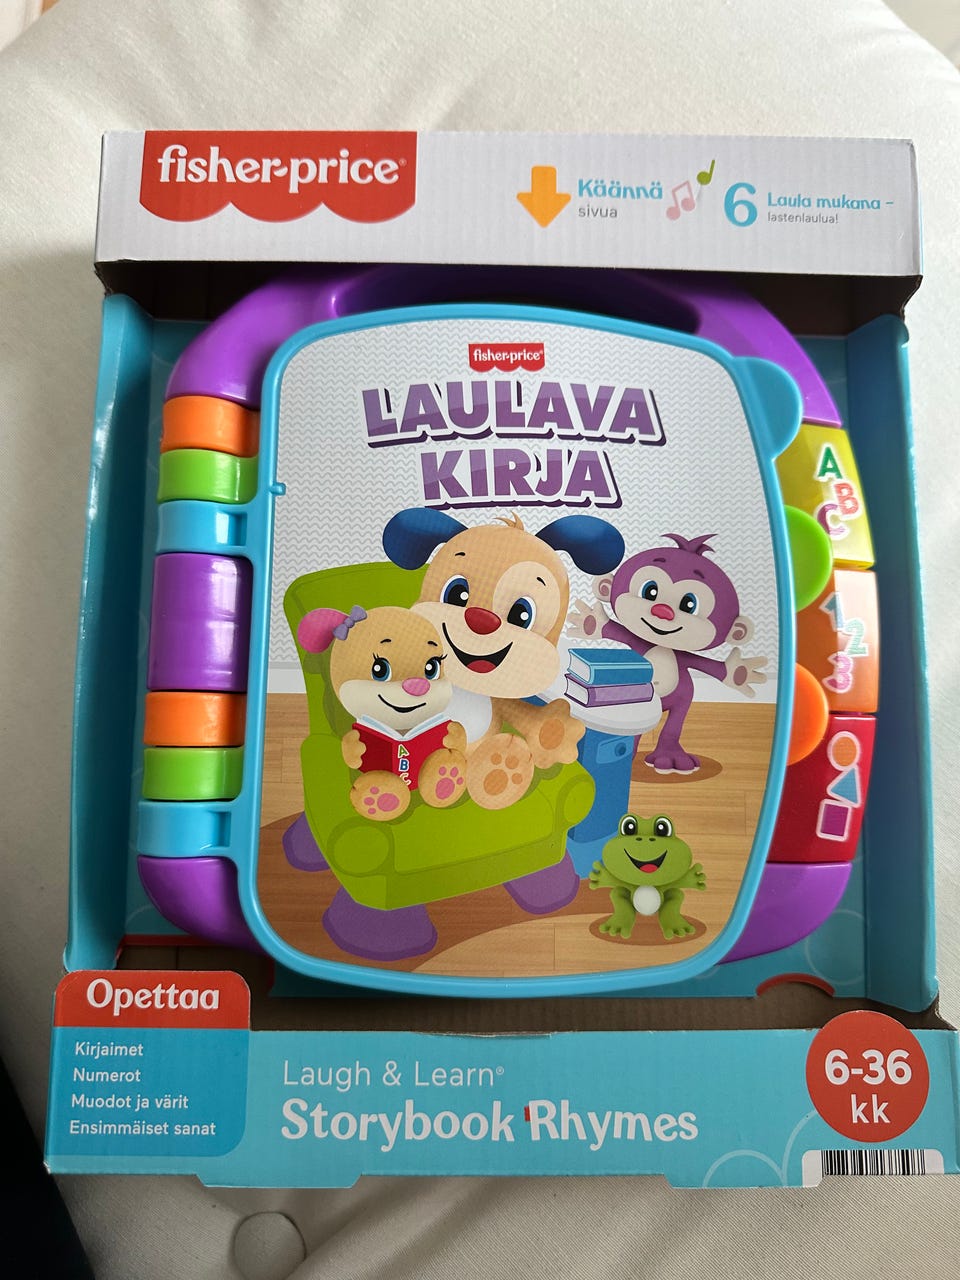 fisher-price®
Käännä
sivua
6
Laula mukana –
lastenlaulua!
fisher-price®
LAULAVA
KIRJA
A
B
C
A
B
C
1
2
3
Opettaa
Kirjaimet
Numerot
Muodot ja värit
Ensimmäiset sanat
Laugh & Learn®
Storybook Rhymes
6-36
kk